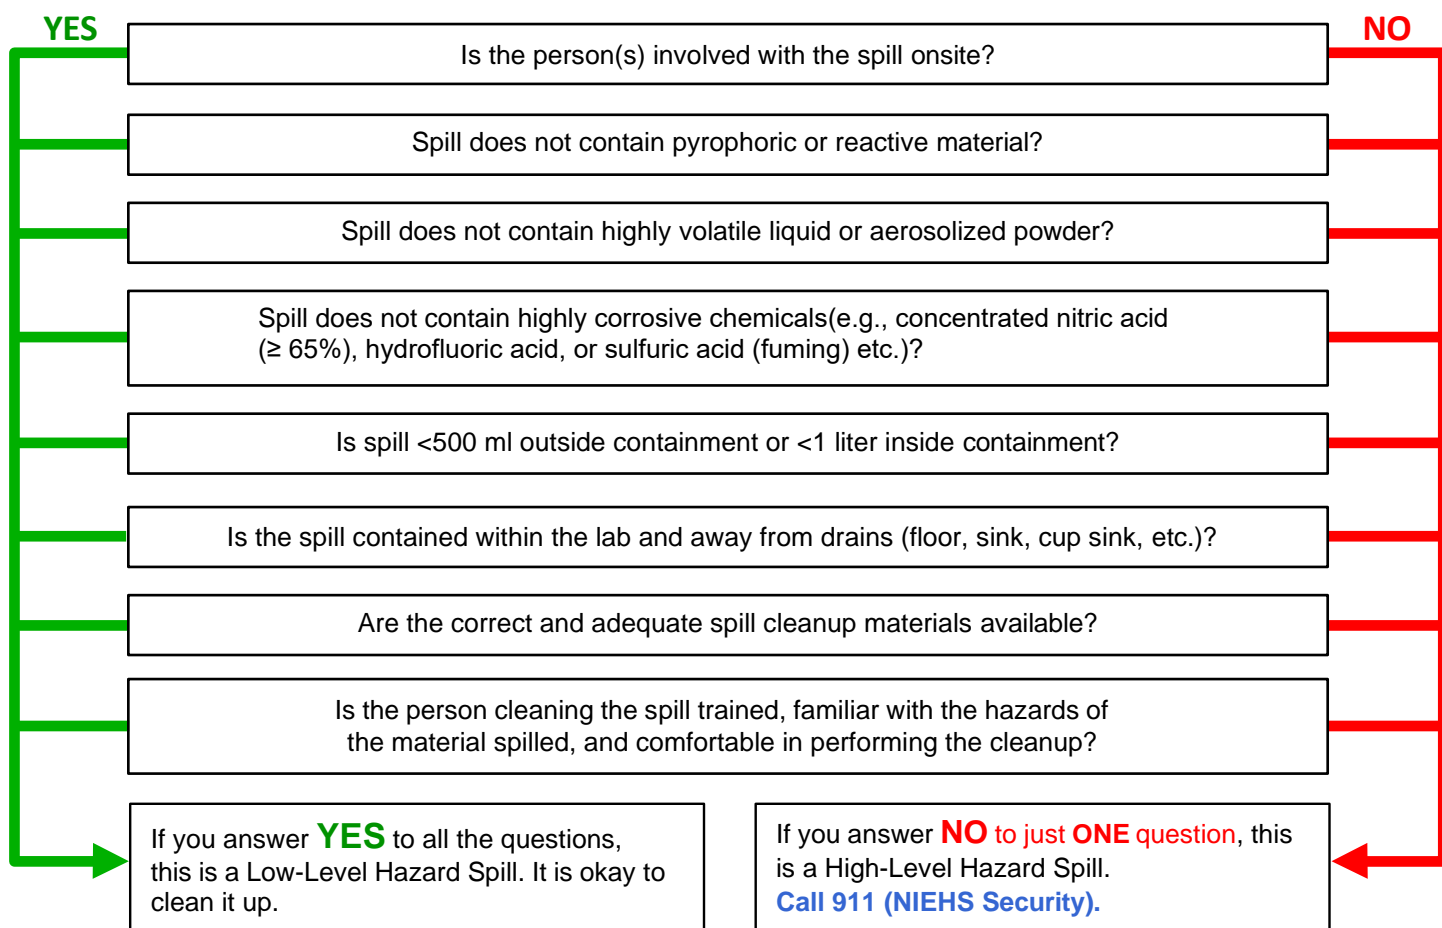 YES
NO
Is the person(s) involved with the spill onsite?
Spill does not contain pyrophoric or reactive material?
Spill does not contain highly volatile liquid or aerosolized powder?
Spill does not contain highly corrosive chemicals(e.g., concentrated nitric acid
(≥ 65%), hydrofluoric acid, or sulfuric acid (fuming) etc.)?
Is spill <500 ml outside containment or <1 liter inside containment?
Is the spill contained within the lab and away from drains (floor, sink, cup sink, etc.)?
Are the correct and adequate spill cleanup materials available?
Is the person cleaning the spill trained, familiar with the hazards of
the material spilled, and comfortable in performing the cleanup?
If you answer YES to all the questions,
this is a Low-Level Hazard Spill. It is okay to
clean it up.
If you answer NO to just ONE question, this
is a High-Level Hazard Spill.
Call 911 (NIEHS Security).